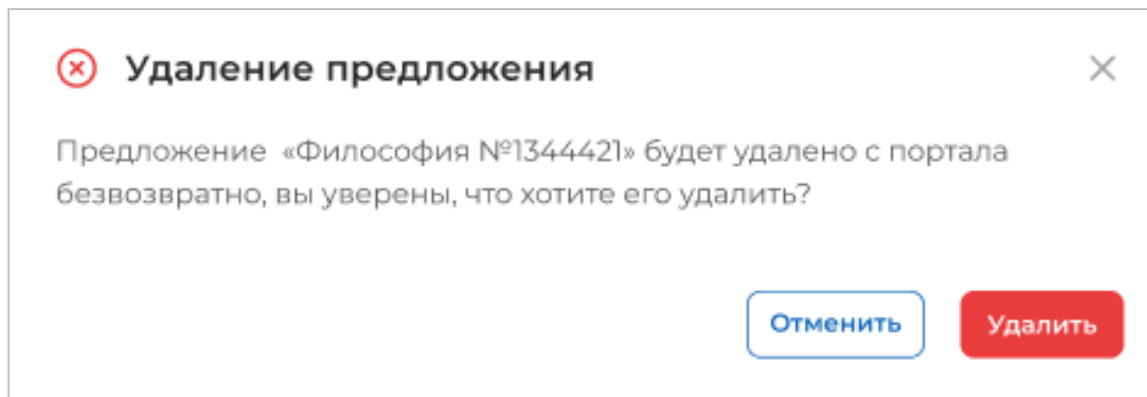 Удаление предложения
Предложение «Философия №1344421» будет удалено с портала
безвозвратно, вы уверены, что хотите его удалить?
Отменить
Удалить